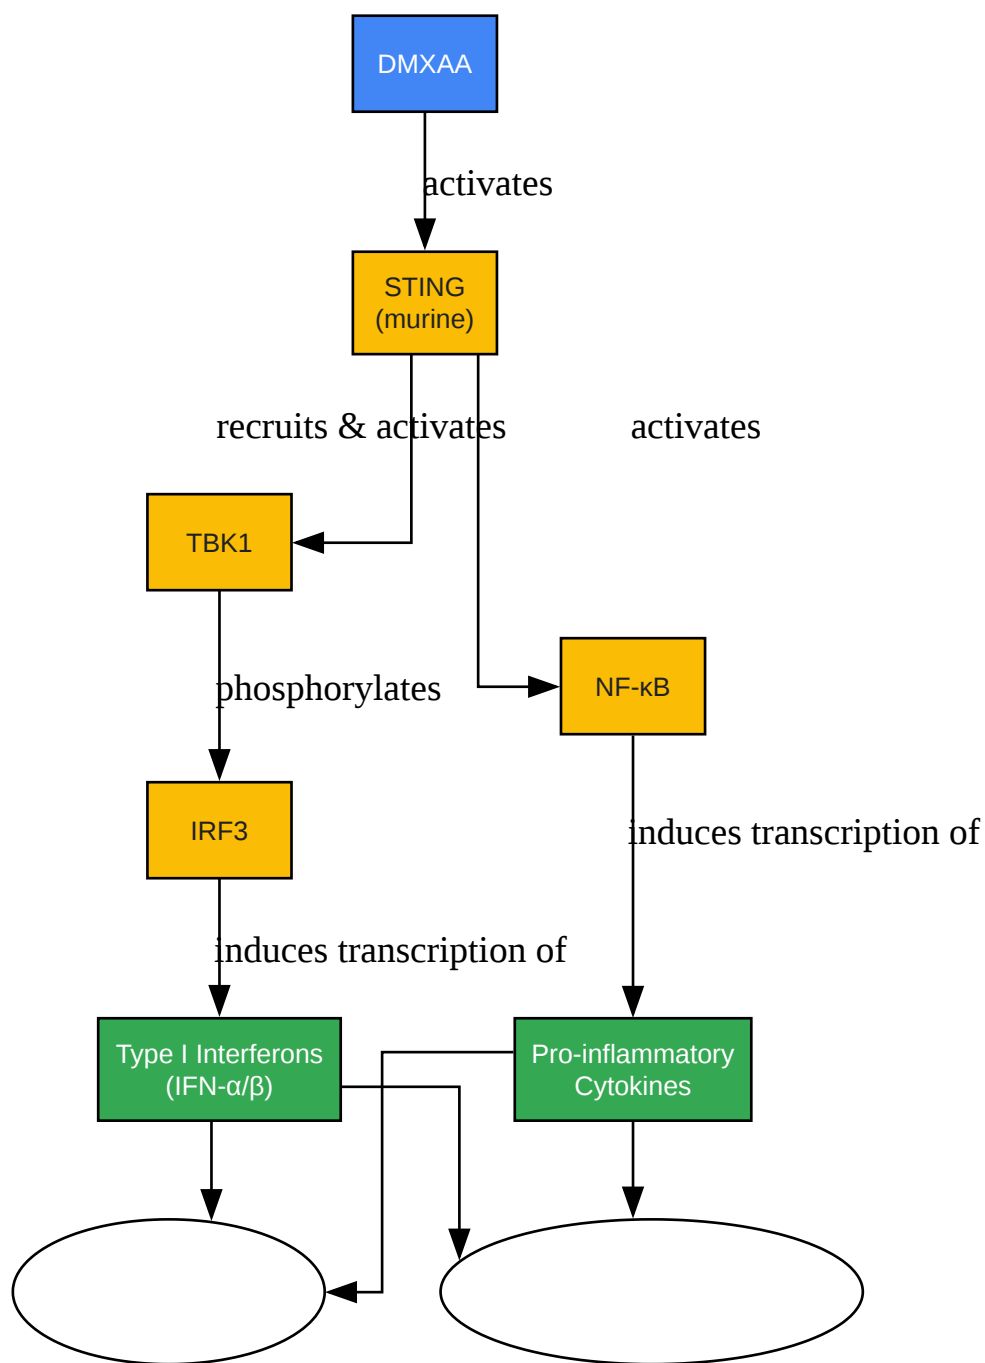 DMXAA
activates
STING
(murine)
recruits & activates
activates
TBK1
phosphorylates
NF-κB
IRF3
induces transcription of
induces transcription of
Type I Interferons
(IFN-α/β)
Pro-inflammatory
Cytokines